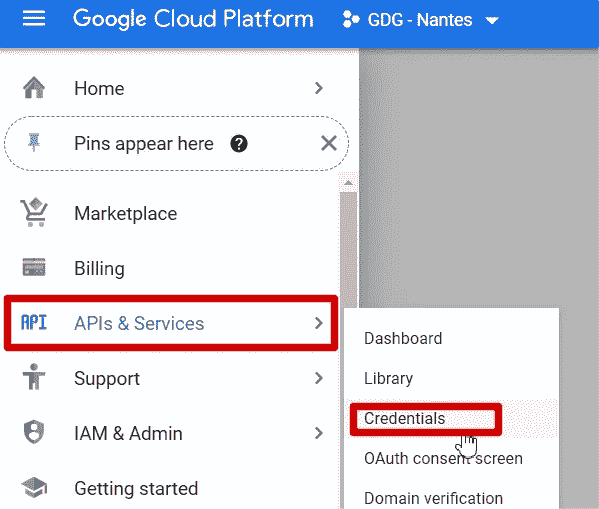 Google Cloud Platform
GDG - Nantes
Home
Pins appear here ?
Marketplace
Billing
API APIs & Services
Support
IAM & Admin
Getting started
Dashboard
Library
Credentials
OAuth consent screen
Domain verification